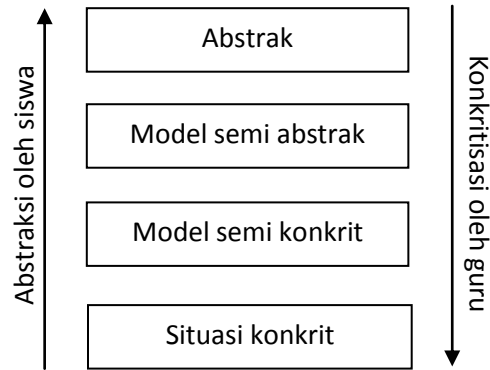 Abstraksi oleh siswa
Abstrak
Model semi abstrak
Model semi konkrit
Situasi konkrit
Konkritisasi oleh guru